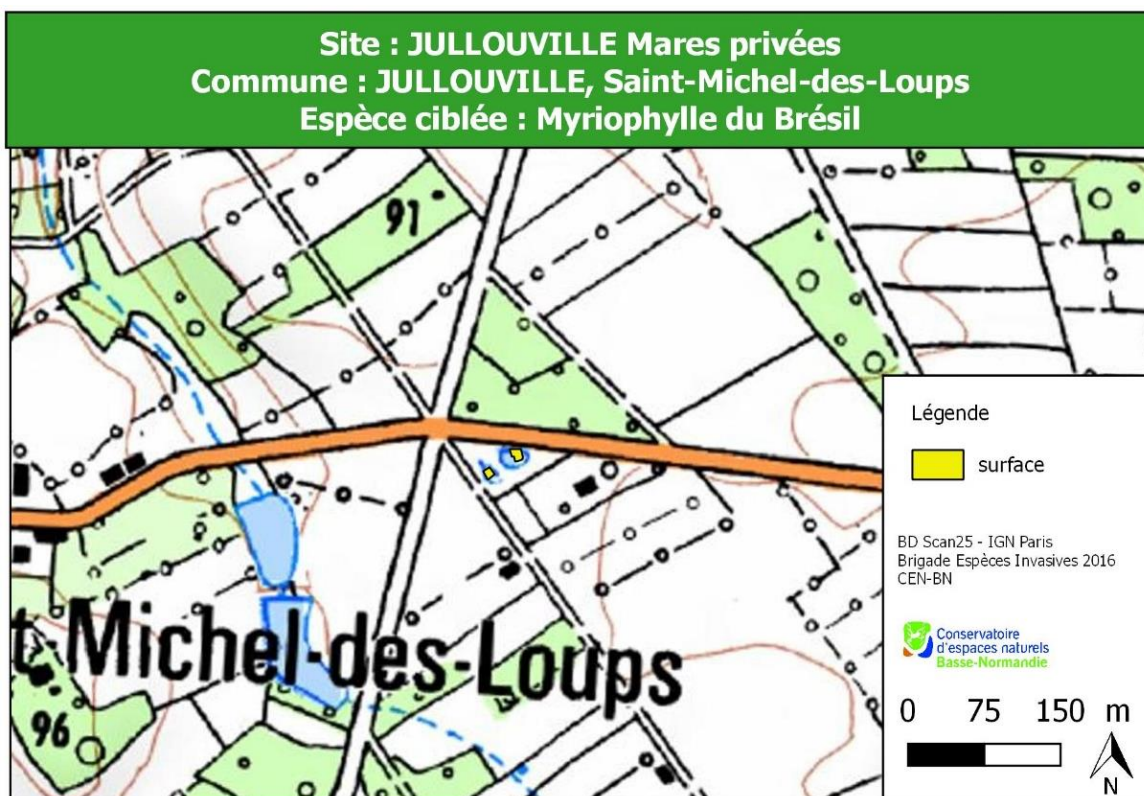 Site : JULLOUVILLE Mares privées
Commune : JULLOUVILLE, Saint-Michel-des-Loups
Espèce ciblée : Myriophylle du Brésil
91
Légende
surface
BD Scan25 - IGN Paris
Brigade Espèces Invasives 2016
CEN-BN
Conservatoire
d'espaces naturels
Basse-Normandie
t-Michel-des-Loups
96
0 75 150 m
N